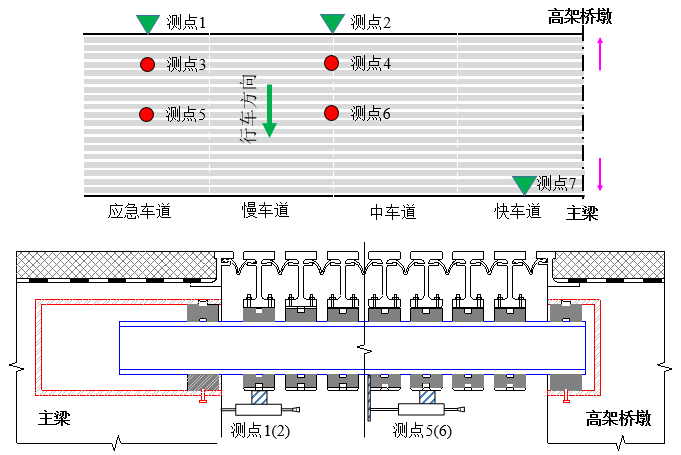 测点1
测点2
高架桥墩
测点3
测点4
行车方向
测点5
测点6
测点7
应急车道
慢车道
中车道
快车道
主梁
主梁
测点1(2)
测点5(6)
高架桥墩